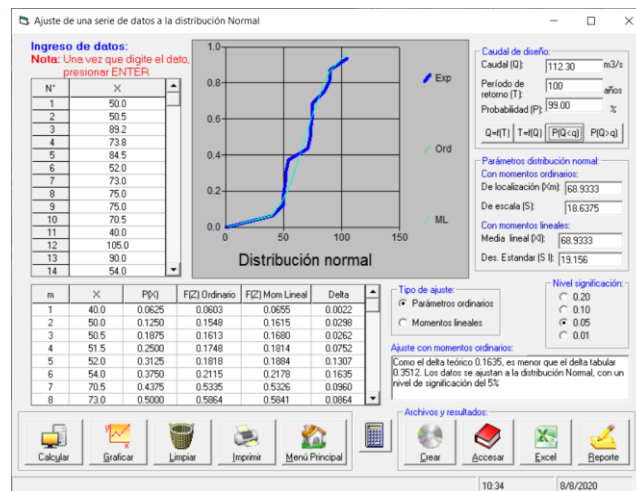 Ajuste de una serie de datos a la distribución Normal
Ingreso de datos:
Nota: Una vez que digite el dato,
presionar ENTER
N° X
1 50.0
2 50.5
3 89.2
4 73.8
5 84.5
6 52.0
7 73.0
8 75.0
9 75.0
10 70.5
11 40.0
12 105.0
13 90.0
14 54.0
1.0
0.8
0.6
0.4
0.2
0.0
0 50 100 150
Exp
Ord
ML
Distribución normal
Caudal de diseño:
Caudal (Q): 112.30 m3/s
Período de
retorno (T): 100 años
Probabilidad (P): 99.00 %
Q=f(T) T=f(Q) P(Q<q) P(Q>q)
Parámetros distribución normal:
Con momentos ordinarios:
De localización (Xm): 68.9333
De escala (S): 18.6375
Con momentos lineales:
Media lineal (Xl): 68.9333
Des. Estandar (S l): 19.156
m X P(X) F(Z) Ordinario F(Z) Mom Lineal Delta
1 40.0 0.0625 0.0603 0.0655 0.0022
2 50.0 0.1250 0.1548 0.1615 0.0298
3 50.5 0.1875 0.1613 0.1680 0.0262
4 51.5 0.2500 0.1748 0.1814 0.0752
5 52.0 0.3125 0.1818 0.1884 0.1307
6 54.0 0.3750 0.2115 0.2178 0.1635
7 70.5 0.4375 0.5335 0.5326 0.0960
8 73.0 0.5000 0.5864 0.5841 0.0864
Tipo de ajuste:
Parámetros ordinarios
Momentos lineales
Nivel significación:
0.20
0.10
0.05
0.01
Ajuste con momentos ordinarios:
Como el delta teórico 0.1635, es menor que el delta tabular
0.3512. Los datos se ajustan a la distribución Normal, con un
nivel de significación del 5%
Archivos y resultados:
Calcular Graficar Limpiar Imprimir Menú Principal Crear Accesar Excel Reporte
10:34 8/8/2020